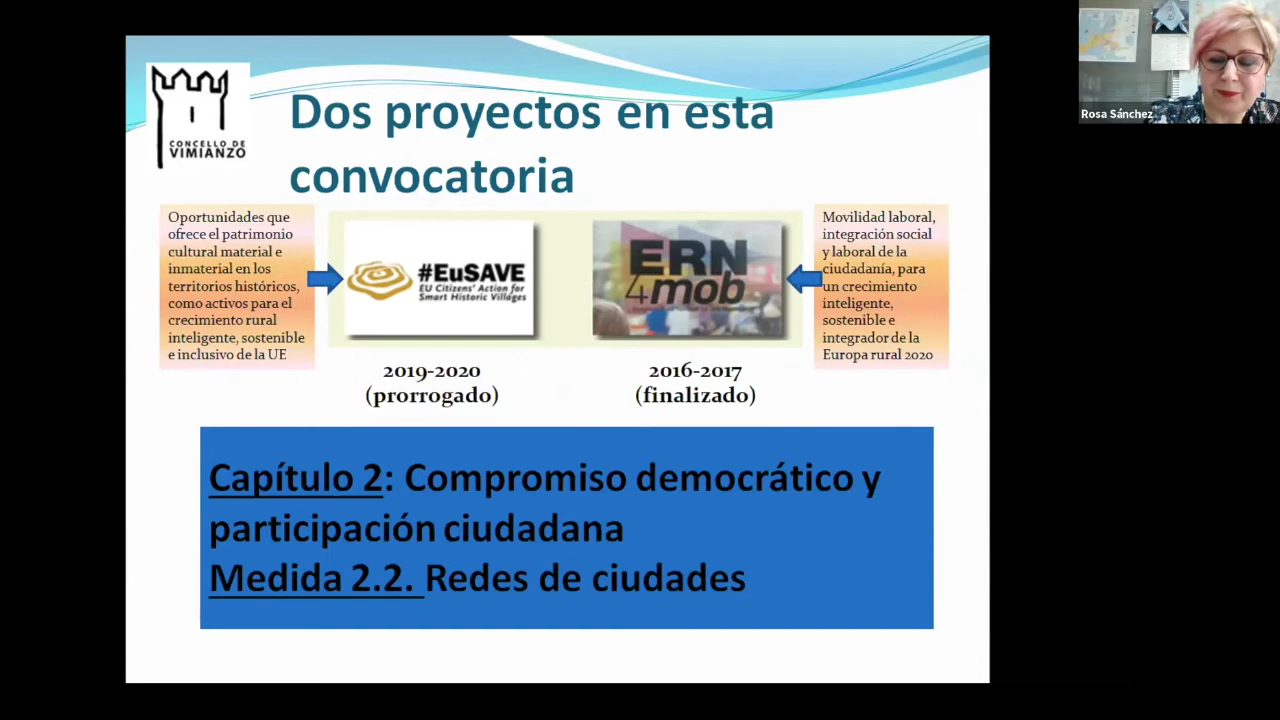 Dos proyectos en esta
convocatoria
CONCELLO DE
VIMIANZO
Oportunidades que
ofrece el patrimonio
cultural material e
inmaterial en los
territorios históricos,
como activos para el
crecimiento rural
inteligente, sostenible
e inclusivo de la UE
#EuSAVE
EU Citizens' Action for
Smart Historic Villages
2019-2020
(prorrogado)
ERN
4mob
2016-2017
(finalizado)
Movilidad laboral,
integración social
y laboral de la
ciudadanía, para
un crecimiento
inteligente,
sostenible e
integrador de la
Europa rural 2020
Capítulo 2: Compromiso democrático y
participación ciudadana
Medida 2.2. Redes de ciudades
Rosa Sánchez